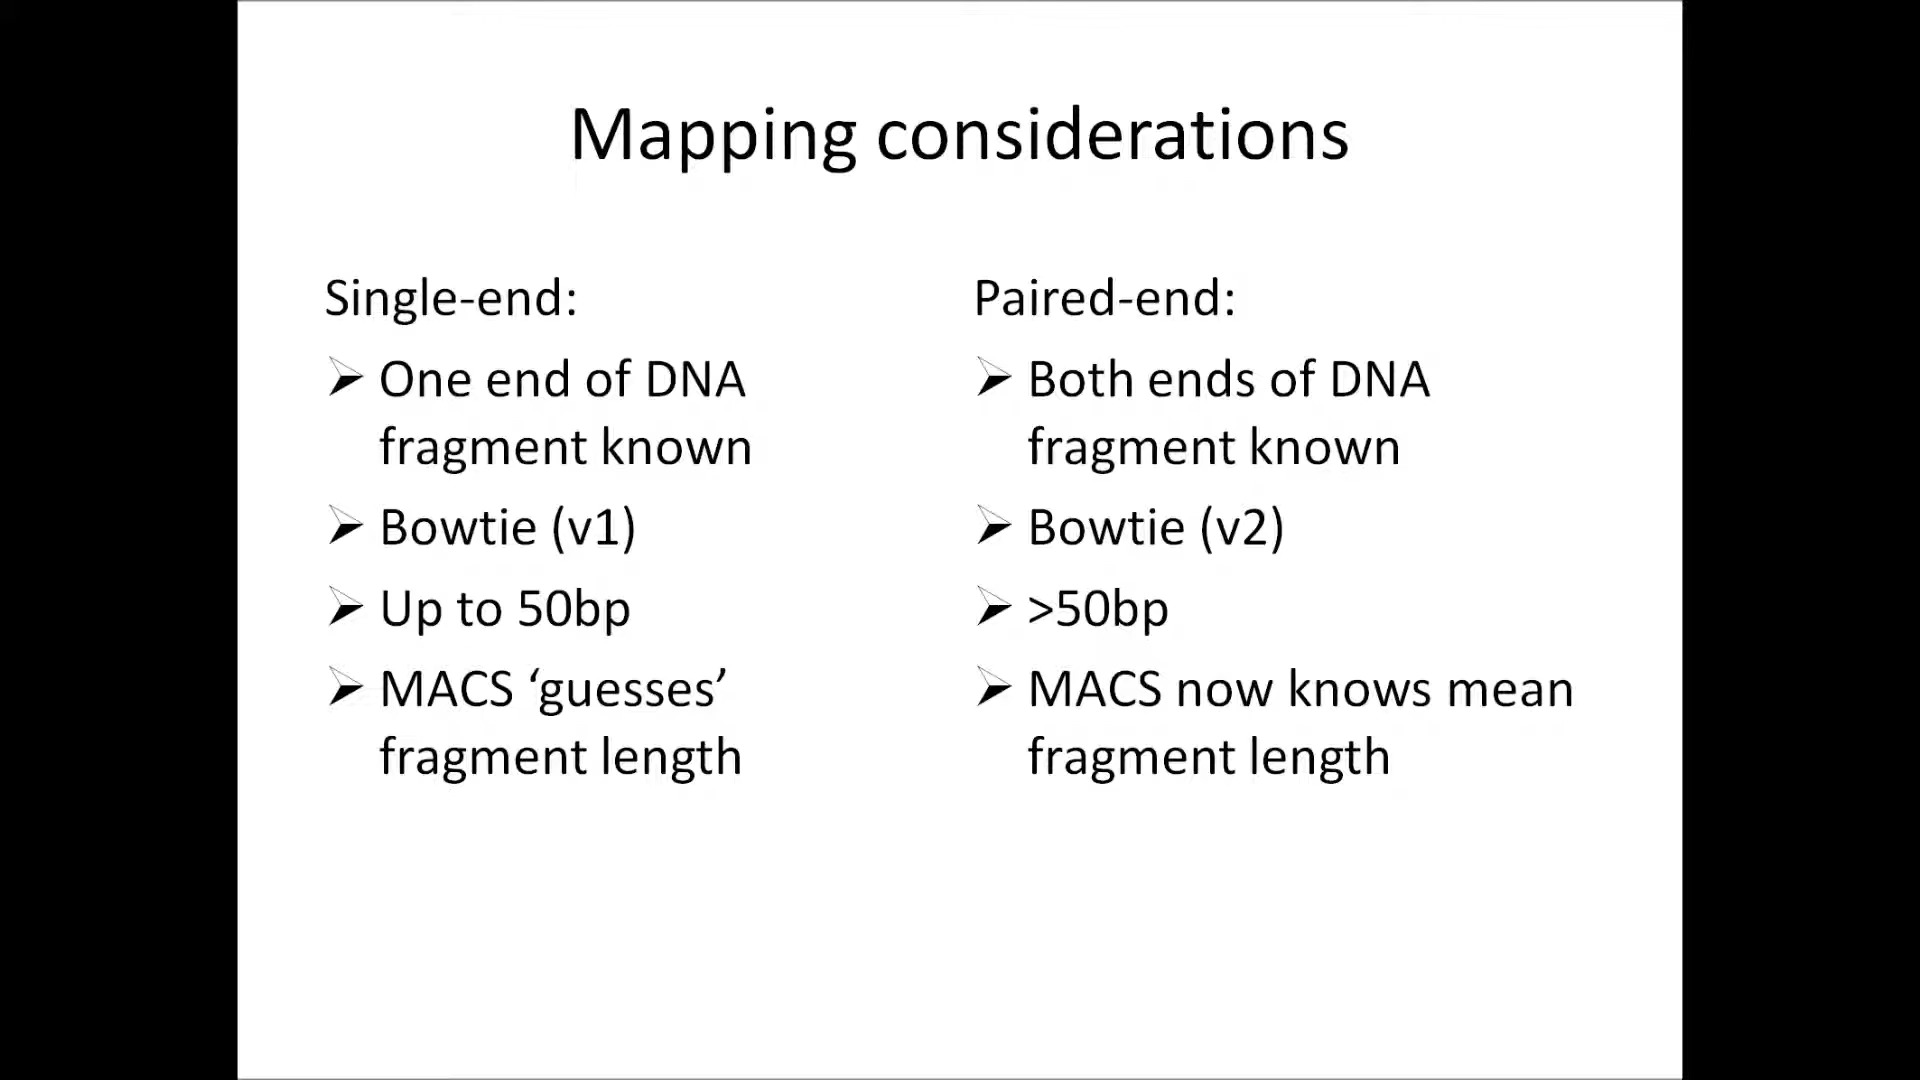 Mapping considerations
Single-end:
One end of DNA
fragment known
Bowtie (v1)
Up to 50bp
MACS ‘guesses’
fragment length
Paired-end:
Both ends of DNA
fragment known
Bowtie (v2)
>50bp
MACS now knows mean
fragment length